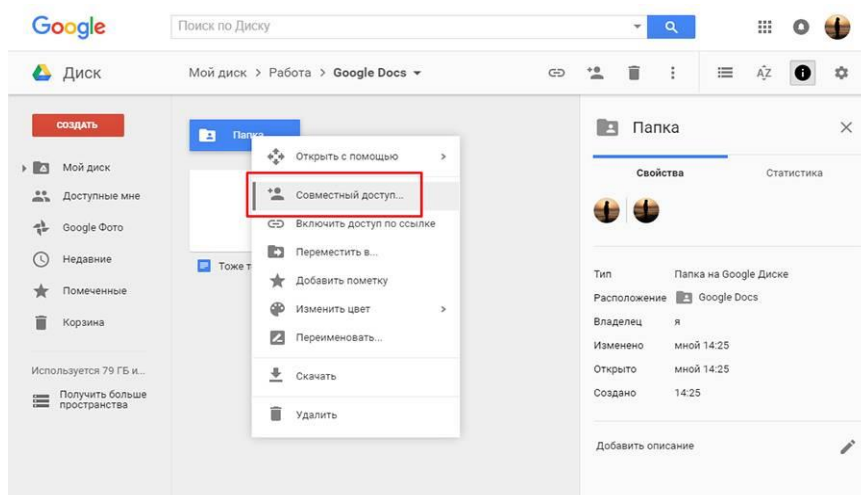 Google
Поиск по Диску
Диск
Мой диск > Работа > Google Docs
AZ
СОЗДАТЬ
Мой диск
Доступные мне
Google Фото
Недавние
Помеченные
Корзина
Используется 79 ГБ и...
Получить больше
пространства
Папка
Тоже т
Открыть с помощью
Совместный доступ...
Включить доступ по ссылке
Переместить в...
Добавить пометку
Изменить цвет
Переименовать...
Скачать
Удалить
Папка
Свойства
Статистика
Тип Папка на Google Диске
Расположение Google Docs
Владелец я
Изменено мной 14:25
Открыто мной 14:25
Создано 14:25
Добавить описание